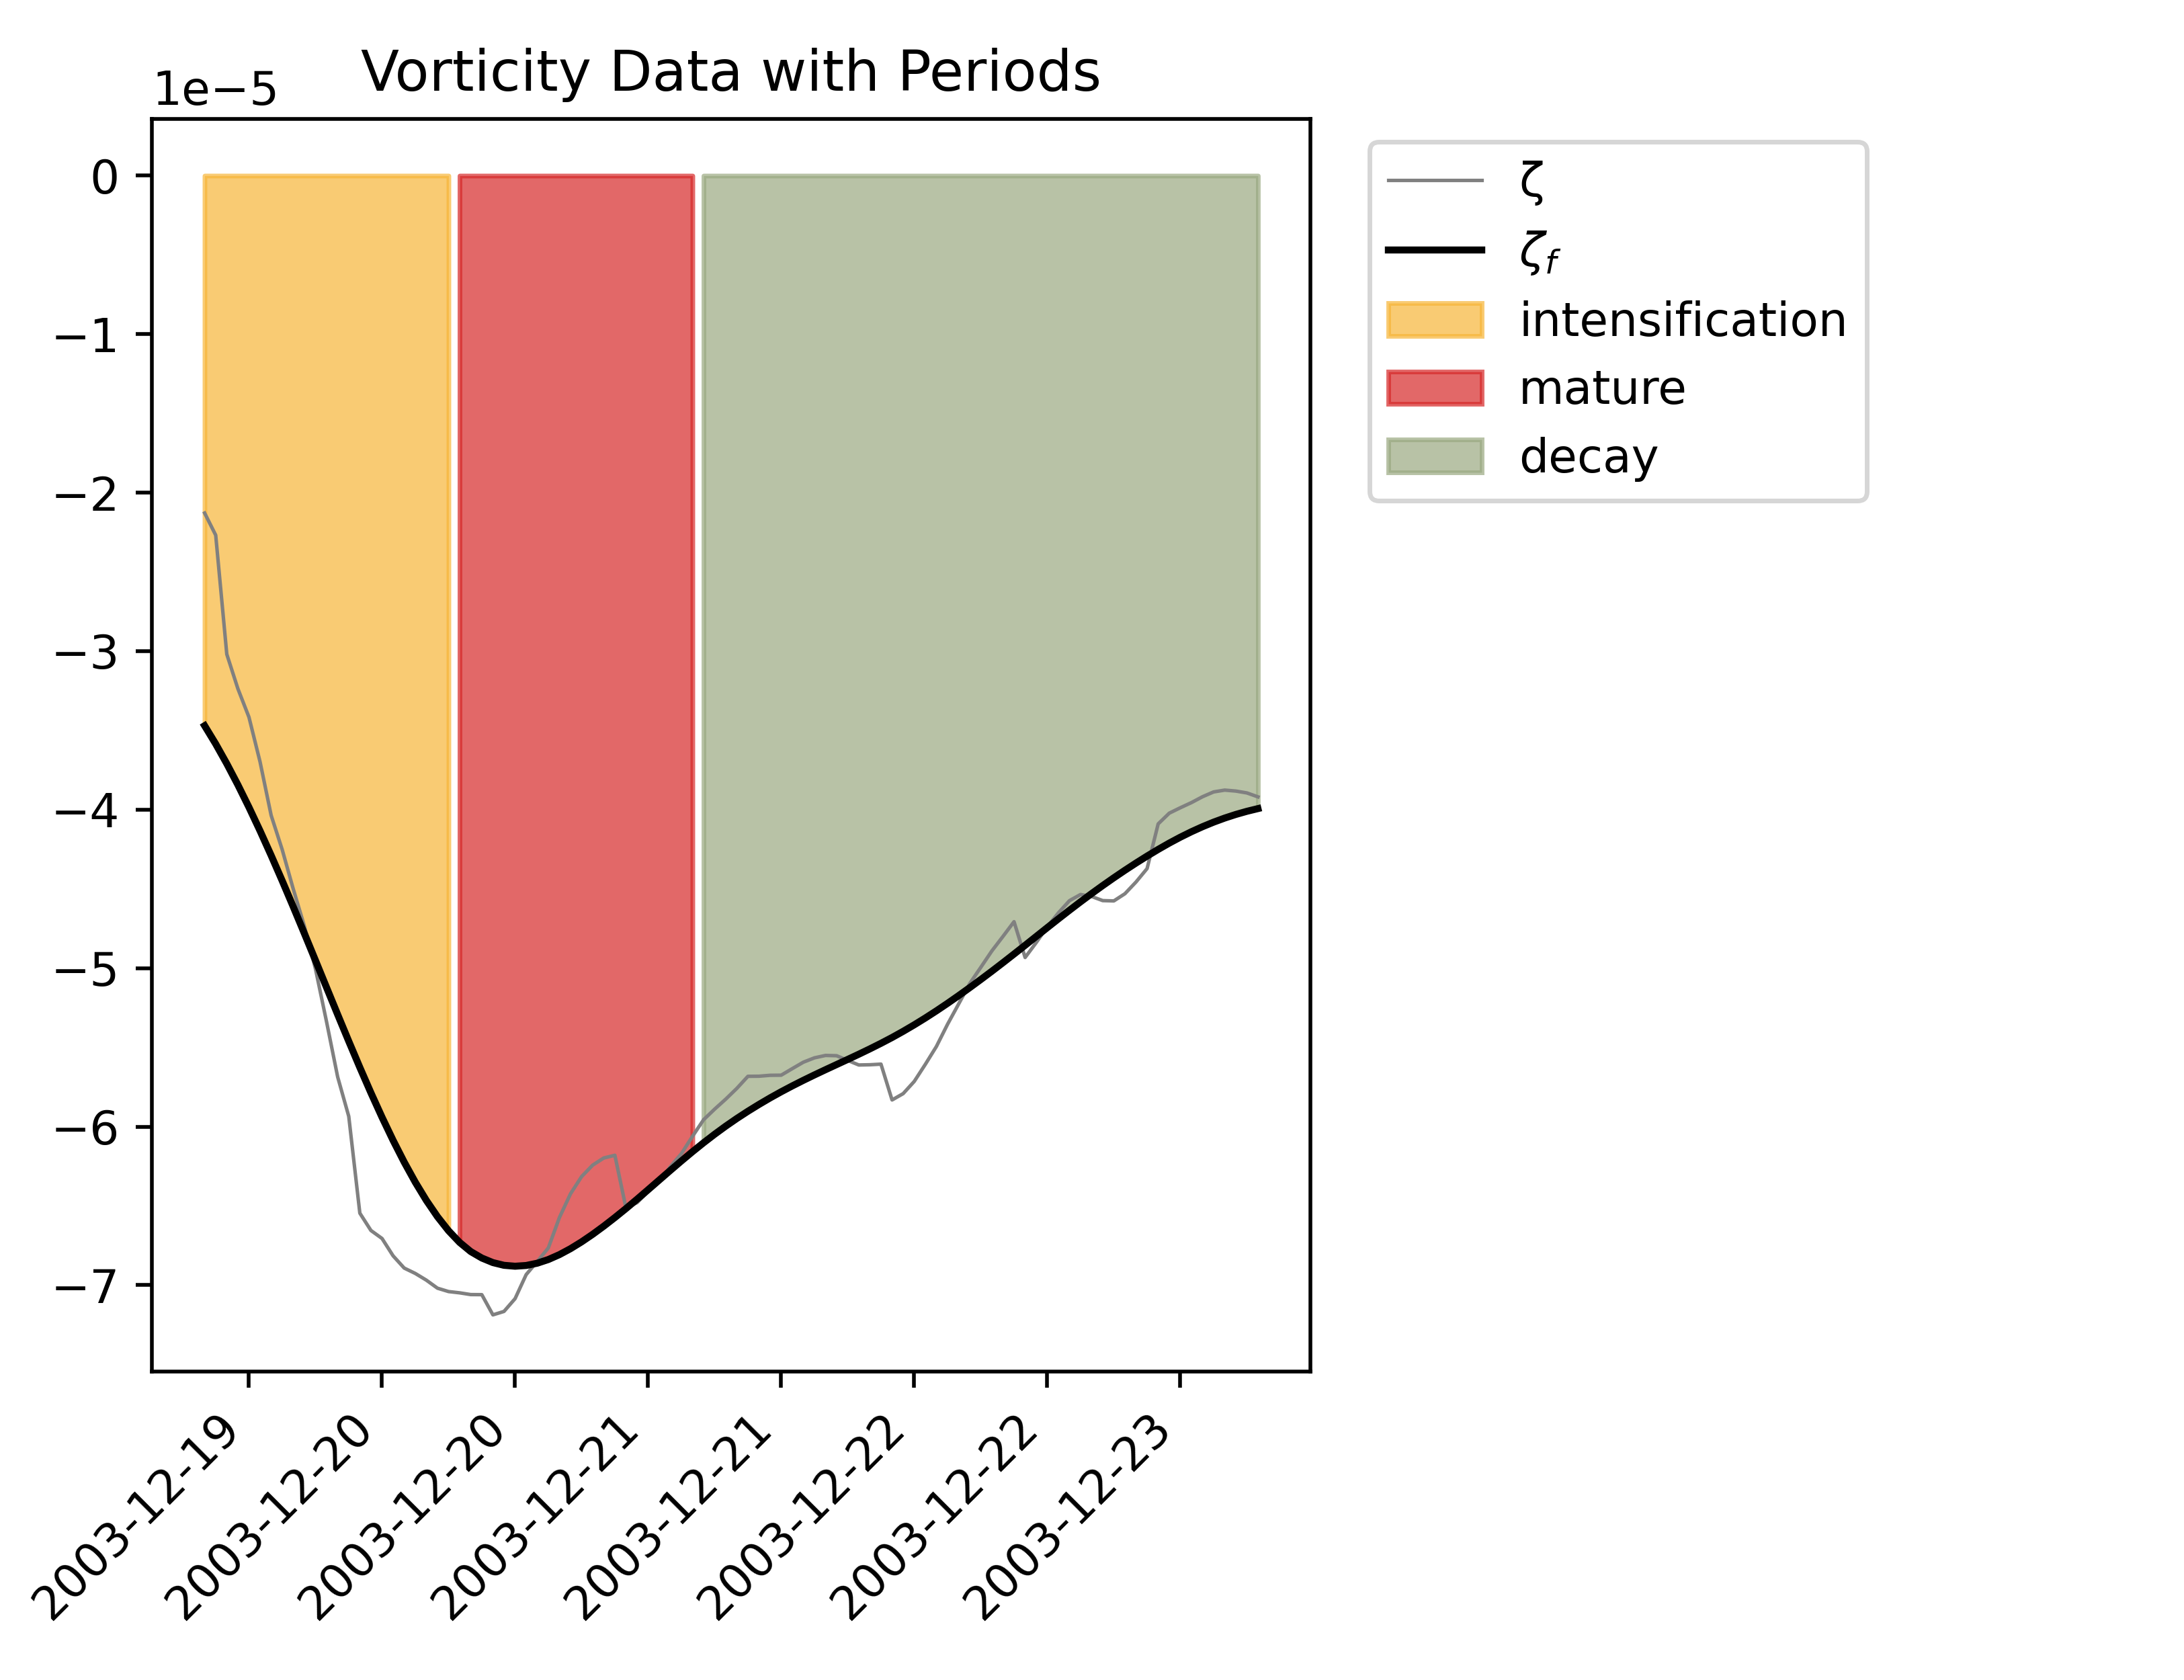 Vorticity Data with Periods
1e−5
0
−1
−2
−3
−4
−5
−6
−7
2003-12-19
2003-12-20
2003-12-20
2003-12-21
2003-12-21
2003-12-22
2003-12-22
2003-12-23
ζ
ζf
intensification
mature
decay